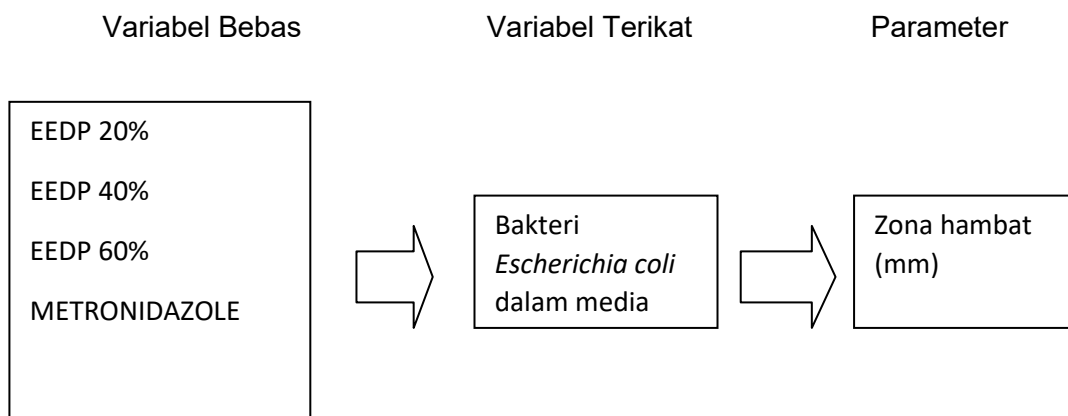 Variabel Bebas
Variabel Terikat
Parameter
EEDP 20%
EEDP 40%
EEDP 60%
METRONIDAZOLE
Bakteri
Escherichia coli
dalam media
Zona hambat
(mm)